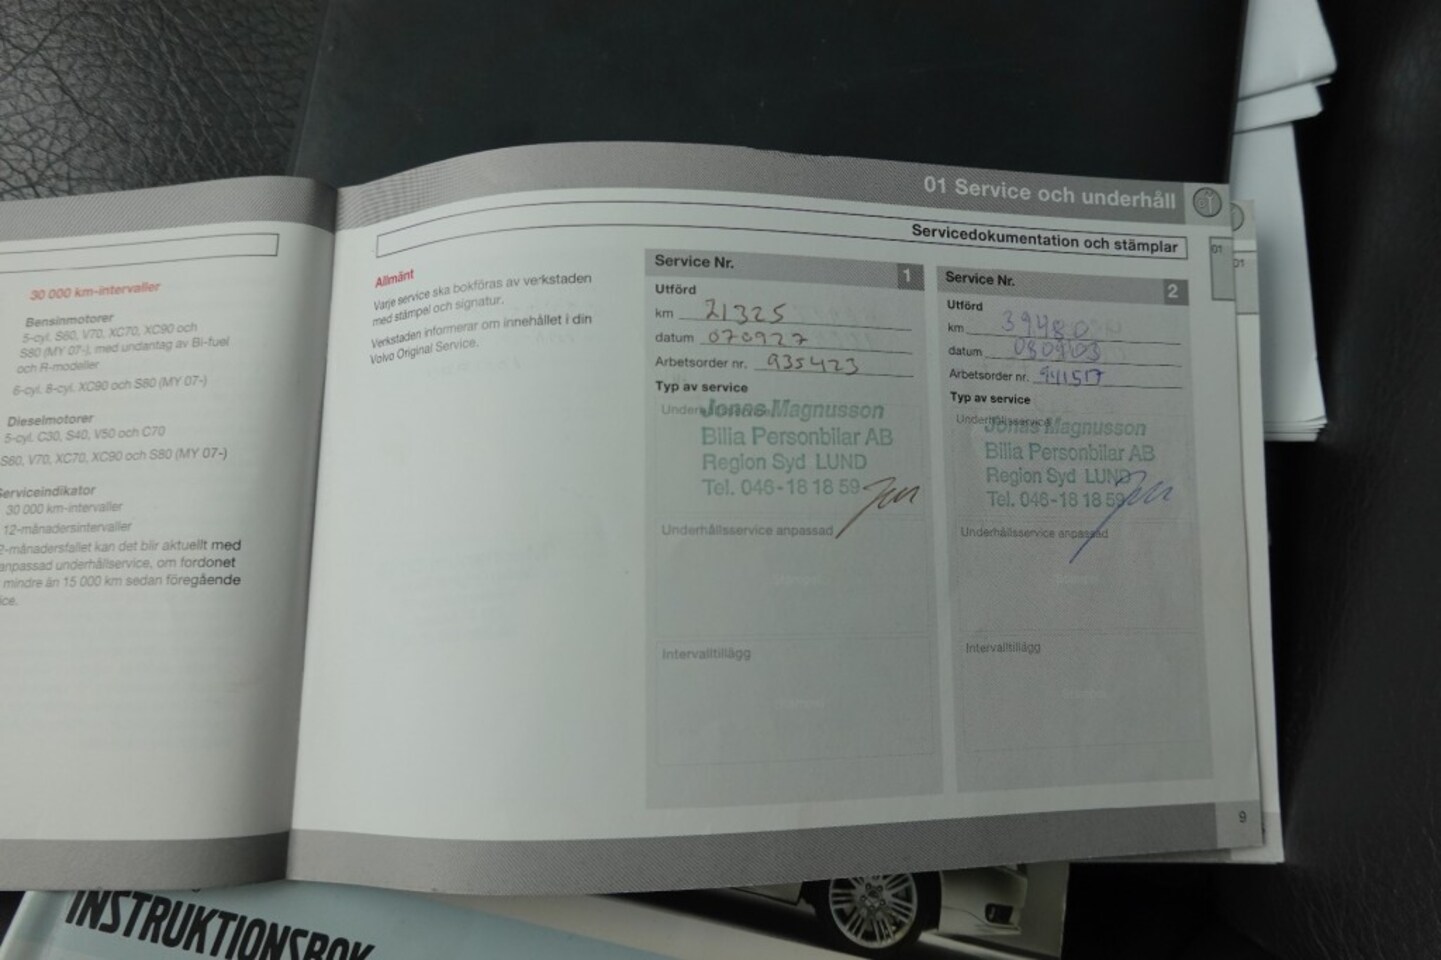 30 000 km-intervaller
Bensinmotorer
5-cyl. S60, V70, XC70, XC90 och
S80 (MY 07-), med undantag av Bi-fuel
och R-modeller
6-cyl. 8-cyl. XC90 och S80 (MY 07-)
Dieselmotorer
5-cyl. C30, S40, V50 och C70
S60, V70, XC70, XC90 och S80 (MY 07-)
Serviceindikator
30 000 km-intervaller
12-månadersintervaller
2-månadersfallet kan det blir aktuellt med
anpassad underhållservice, om fordonet
mindre än 15 000 km sedan föregående
ice.
01 Service och underhåll
Servicedokumentation och stämplar
01
01
Allmänt
Varje service ska bokföras av verkstaden
med stämpel och signatur.
Verkstaden informerar om innehållet i din
Volvo Original Service.
Service Nr. 1
Utförd
km 21325
datum 070927
Arbetsorder nr. 935423
Typ av service
Jonas Magnusson
Bilia Personbilar AB
Region Syd LUND
Tel. 046-18 18 59
Underhållsservice anpassad
Intervalltillägg
Service Nr. 2
Utförd
km 39480
datum 080903
Arbetsorder nr.
Typ av service
Underhållsservice
Jonas Magnusson
Bilia Personbilar AB
Region Syd LUND
Tel. 046-18 18 59
Underhållsservice anpassad
Intervalltillägg
9
INSTRUKTIONSBOK